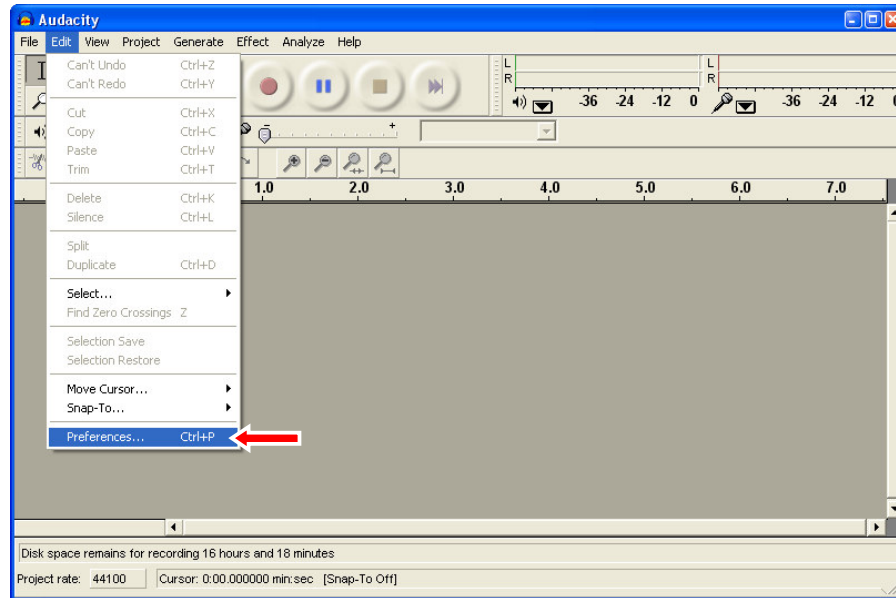 Audacity
File Edit View Project Generate Effect Analyze Help
Can't Undo Ctrl+Z
Can't Redo Ctrl+Y
Cut Ctrl+X
Copy Ctrl+C
Paste Ctrl+V
Trim Ctrl+T
Delete Ctrl+K
Silence Ctrl+L
Split
Duplicate Ctrl+D
Select...
Find Zero Crossings Z
Selection Save
Selection Restore
Move Cursor...
Snap-To...
Preferences... Ctrl+P
L
R
-36 -24 -12 0
L
R
-36 -24 -12 0
- +
1.0 2.0 3.0 4.0 5.0 6.0 7.0
Disk space remains for recording 16 hours and 18 minutes
Project rate: 44100 Cursor: 0:00.000000 min:sec [Snap-To Off]